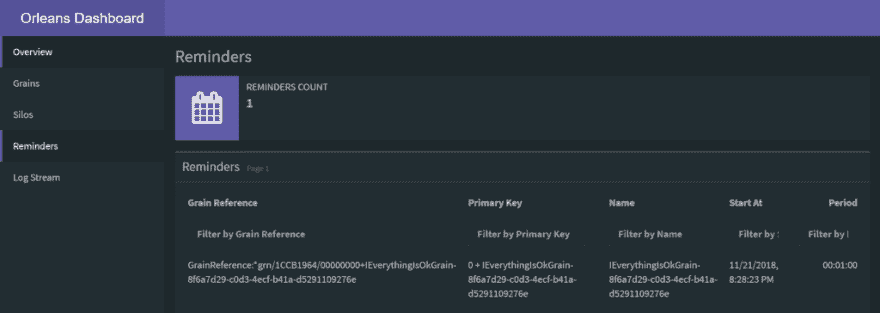 Orleans Dashboard
Overview
Grains
Silos
Reminders
Log Stream
Reminders
REMINDERS COUNT
1
Reminders Page 1
Grain Reference Primary Key Name Start At Period
Filter by Grain Reference Filter by Primary Key Filter by Name Filter by Filter by
GrainReference:*grn/1CCB1964/00000000+IEverythingIsOkGrain- 0 + IEverythingIsOkGrain- IEverythingIsOkGrain- 11/21/2018, 00:01:00
8f6a7d29-c0d3-4ecf-b41a-d5291109276e 8f6a7d29-c0d3-4ecf-b41a- 8f6a7d29-c0d3-4ecf-b41a- 8:28:23 PM
d5291109276e d5291109276e